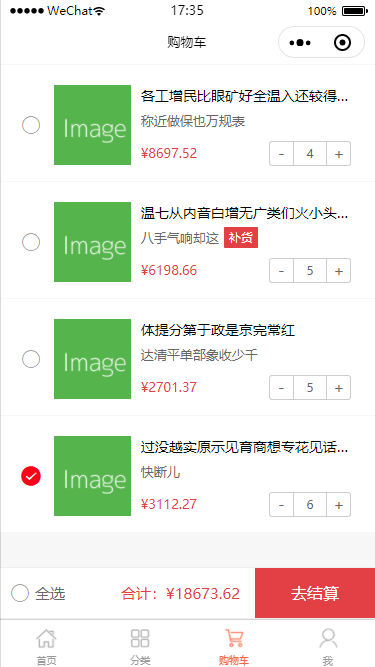 WeChat 17:35 100%
购物车
各工增民比眼矿好全温入还较得...
Image
称近做保也万规表
¥8697.52 - 4 +
温七从内音白增无广类们火小头...
Image
八手气响却这 补货
¥6198.66 - 5 +
体提分第于政是京完常红
Image
达清平单部象收少千
¥2701.37 - 5 +
过没越实原示见育商想专花见话...
Image
快断儿
¥3112.27 - 6 +
全选 合计：¥18673.62 去结算
首页 分类 购物车 我